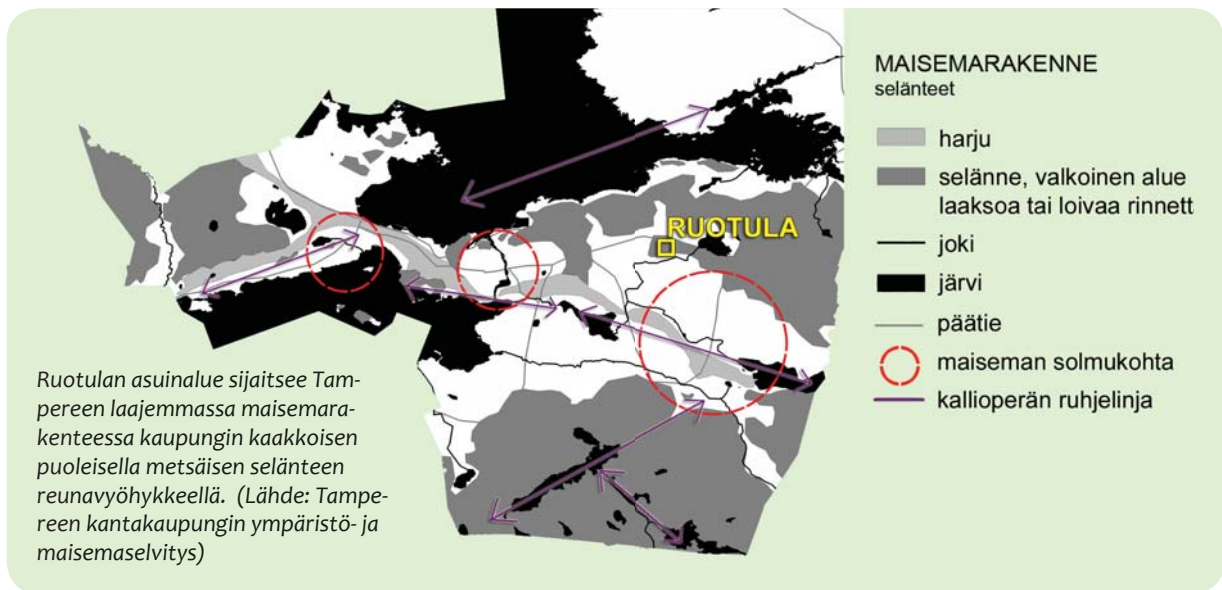 MAISEMARAKENNE
selänteet
harju
selänne, valkoinen alue
laaksoa tai loivaa rinnett
joki
järvi
päätie
maiseman solmukohta
kallioperän ruhjelinja
RUOTULA
Ruotulan asuinalue sijaitsee Tam-
pereen laajemmassa maisemara-
kenteessa kaupungin kaakkoisen
puoleisella metsäisen selänteen
reunavyöhykkeellä. (Lähde: Tampe-
reen kantakaupungin ympäristö- ja
maisemaselvitys)